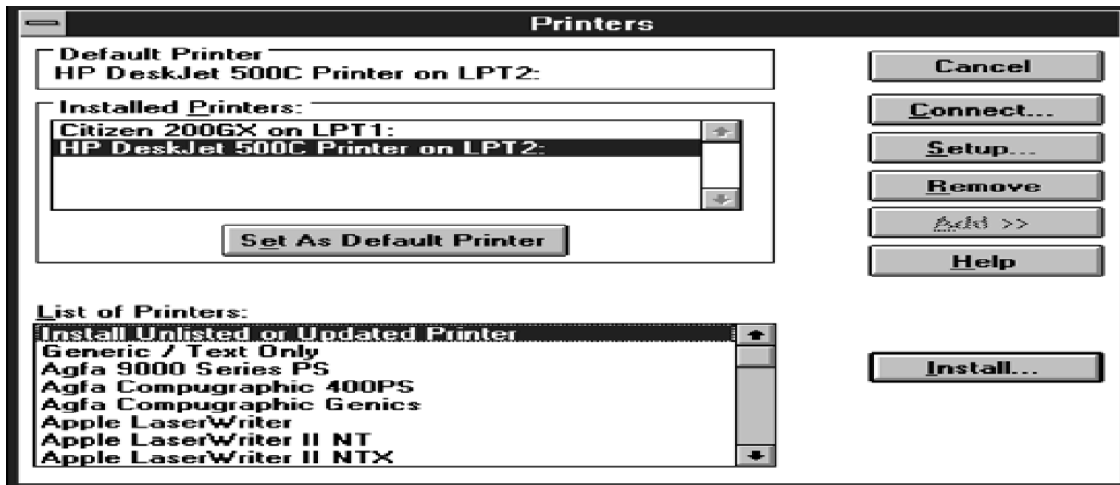 Printers
Default Printer
HP DeskJet 500C Printer on LPT2:
Installed Printers:
Citizen 200GX on LPT1:
HP DeskJet 500C Printer on LPT2:
Set As Default Printer
Cancel
Connect...
Setup...
Remove
Add >>
Help
List of Printers:
Install Unlisted or Updated Printer
Generic / Text Only
Agfa 9000 Series PS
Agfa Compugraphic 400PS
Agfa Compugraphic Genics
Apple LaserWriter
Apple LaserWriter II NT
Apple LaserWriter II NTX
Install...